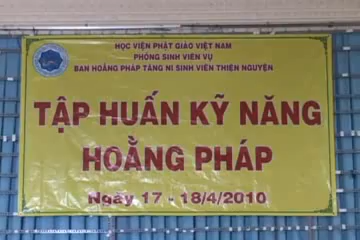 HỌC VIỆN PHẬT GIÁO VIỆT NAM
PHÒNG SINH VIÊN VỤ
BAN HOẰNG PHÁP TĂNG NI SINH VIÊN THIỆN NGUYỆN
TẬP HUẤN KỸ NĂNG
HOẰNG PHÁP
Ngày 17 - 18/4/2010